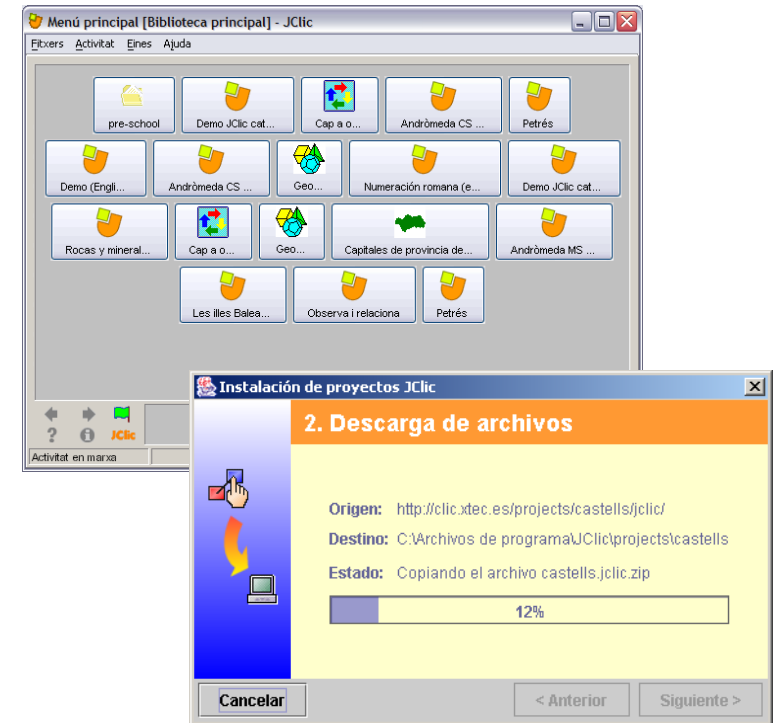 Menú principal [Biblioteca principal] - JClic
Fitxers Activitat Eines Ajuda
pre-school Demo JClic cat... Cap a o... Andròmeda CS ... Petrés
Demo (Engli... Andròmeda CS ... Geo... Numeración romana (e... Demo JClic cat...
Rocas y mineral... Cap a o... Geo... Capitales de provincia de... Andròmeda MS ...
Les illes Balea... Observa i relaciona Petrés
JClic
Activitat en marxa
Instalación de proyectos JClic
2. Descarga de archivos
Origen: http://clic.xtec.es/projects/castells/jclic/
Destino: C:\Archivos de programa\JClic\projects\castells
Estado: Copiando el archivo castells.jclic.zip
12%
Cancelar < Anterior Siguiente >